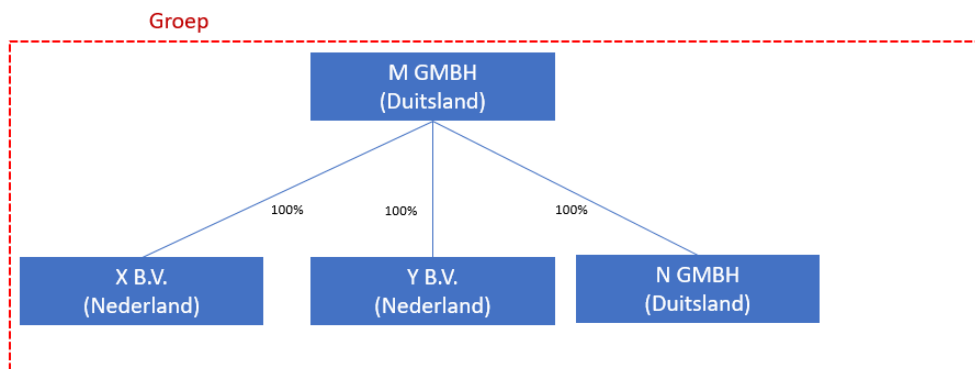 Groep
M GMBH
(Duitsland)
100%
100%
100%
X B.V.
(Nederland)
Y B.V.
(Nederland)
N GMBH
(Duitsland)